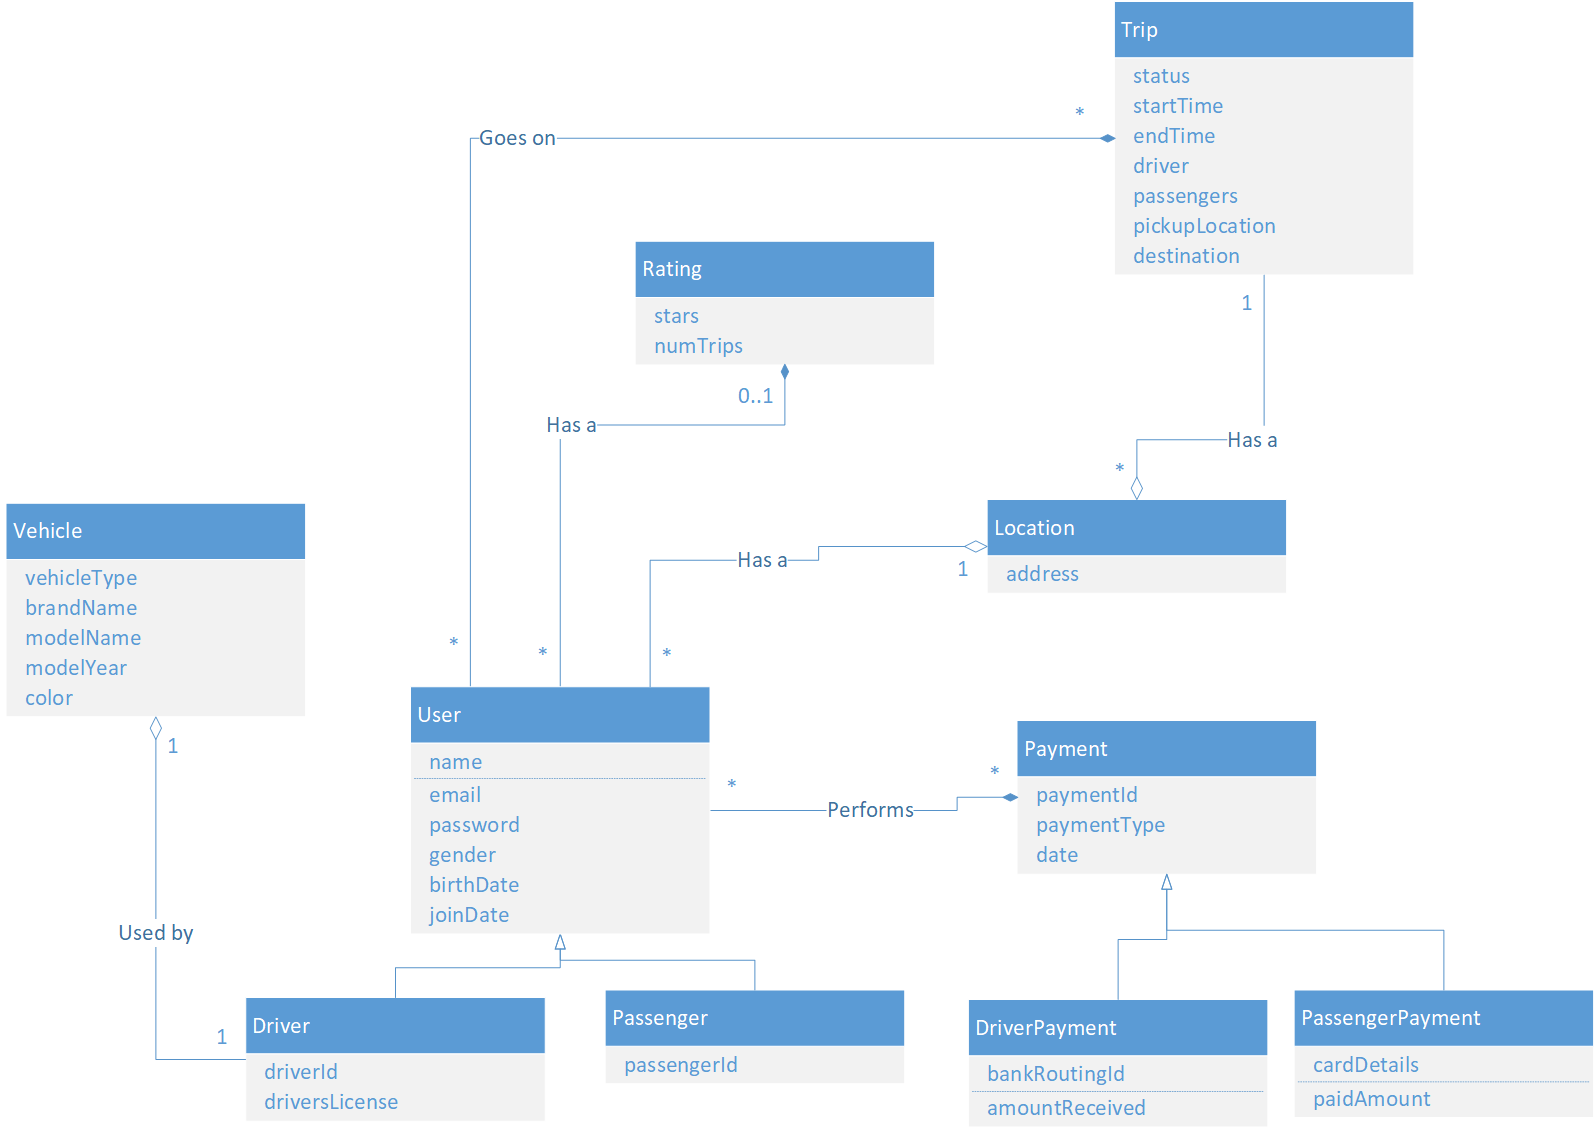 Trip
status
startTime
endTime
driver
passengers
pickupLocation
destination
*
Goes on
*
1
Rating
stars
numTrips
0..1
Has a
*
Has a
*
Location
address
Has a
1
*
Vehicle
vehicleType
brandName
modelName
modelYear
color
1
Used by
1
User
name
email
password
gender
birthDate
joinDate
*
Performs
*
Payment
paymentId
paymentType
date
Driver
driverId
driversLicense
Passenger
passengerId
DriverPayment
bankRoutingId
amountReceived
PassengerPayment
cardDetails
paidAmount